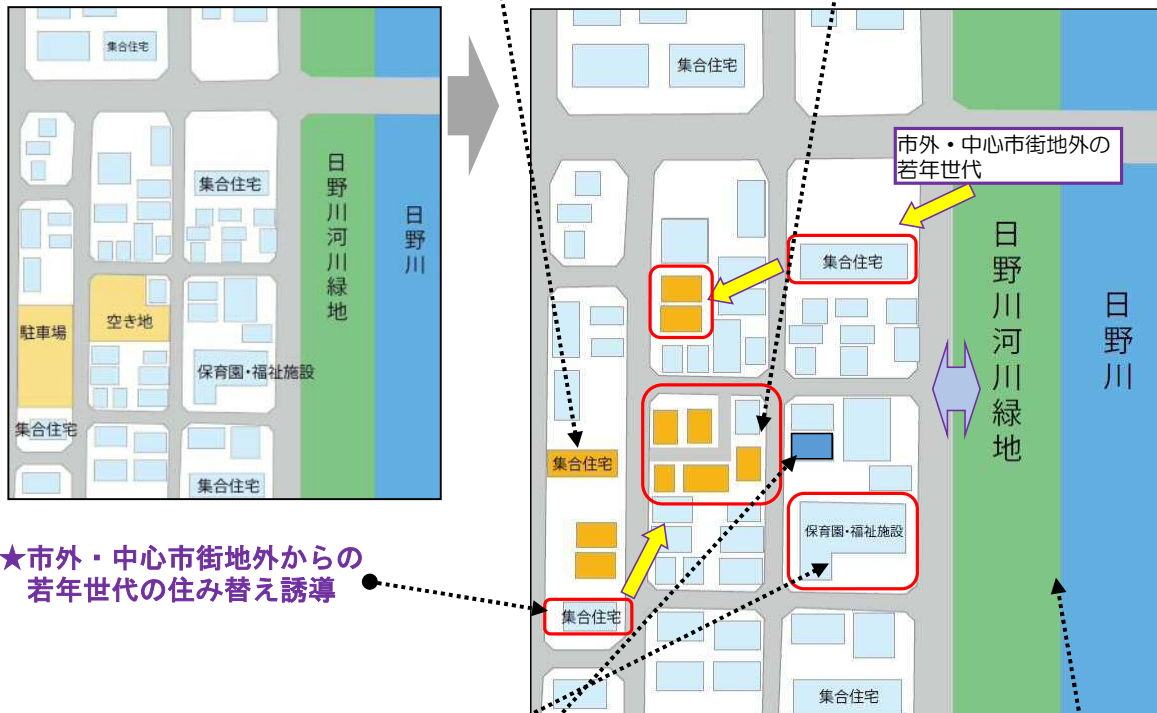 集合住宅
集合住宅
日野川河川緑地
日野川
駐車場
空き地
保育園・福祉施設
集合住宅
集合住宅
★市外・中心市街地外からの
若年世代の住み替え誘導
集合住宅
市外・中心市街地外の
若年世代
集合住宅
日野川河川緑地
日野川
集合住宅
保育園・福祉施設
集合住宅
集合住宅